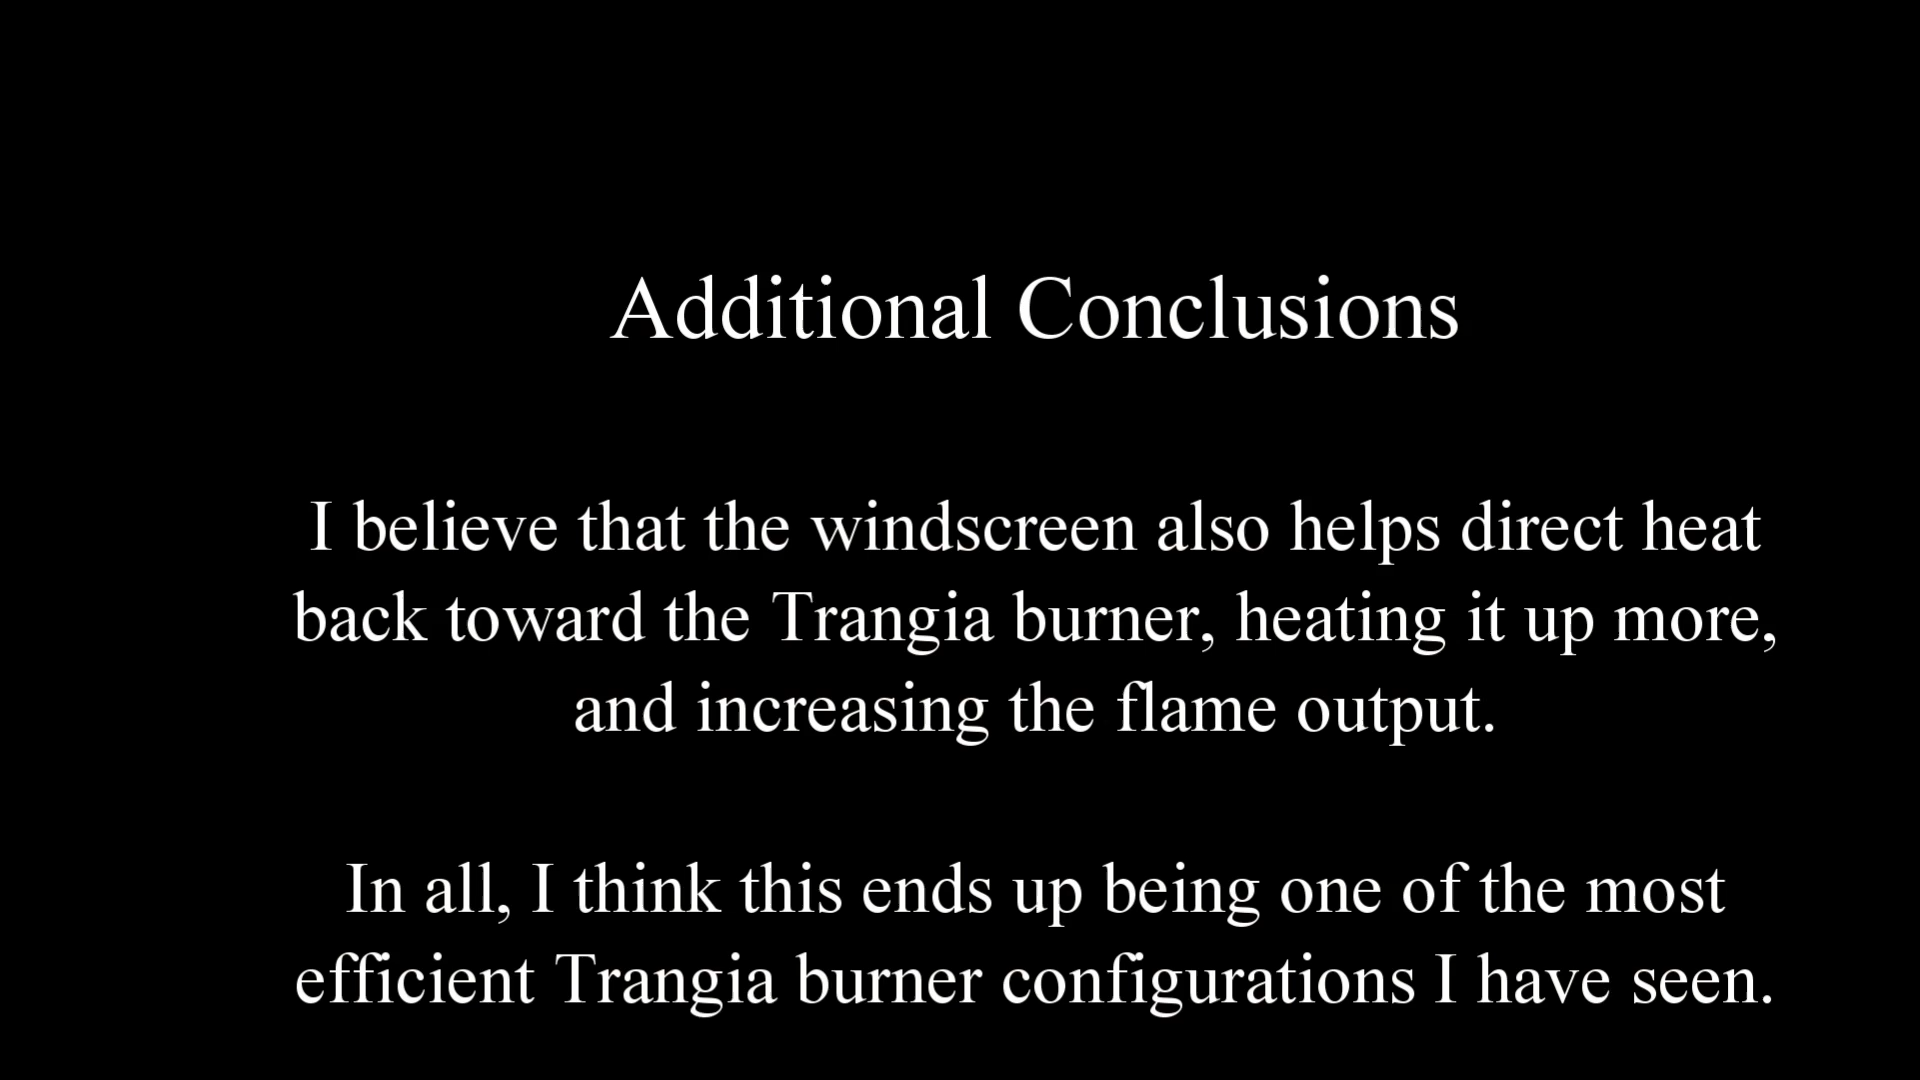 Additional Conclusions
I believe that the windscreen also helps direct heat
back toward the Trangia burner, heating it up more,
and increasing the flame output.
In all, I think this ends up being one of the most
efficient Trangia burner configurations I have seen.